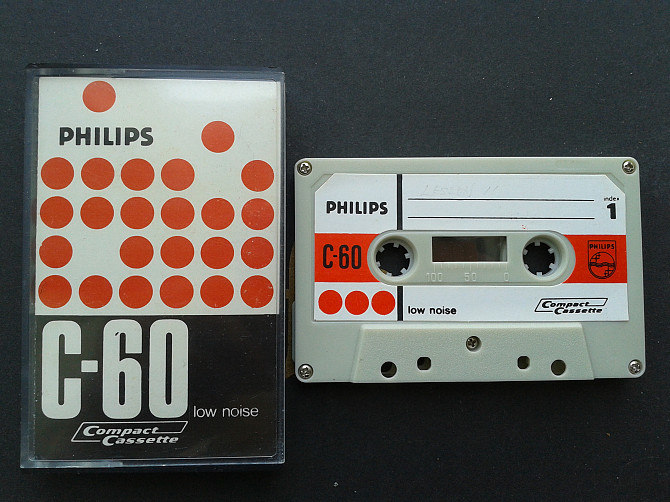 PHILIPS
C-60
low noise
Compact
Cassette
PHILIPS
index
1
C-60
PHILIPS
100 50 0
low noise
Compact
Cassette